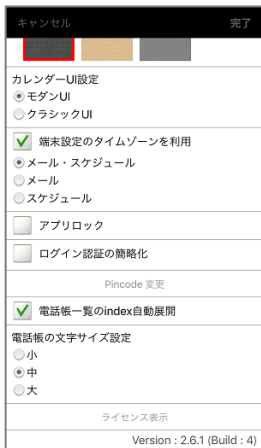 キャンセル 完了
カレンダーUI設定
モダンUI
クラシックUI
端末設定のタイムゾーンを利用
メール・スケジュール
メール
スケジュール
アプリロック
ログイン認証の簡略化
Pincode 変更
電話帳一覧のindex自動展開
電話帳の文字サイズ設定
小
中
大
ライセンス表示
Version : 2.6.1 (Build : 4)